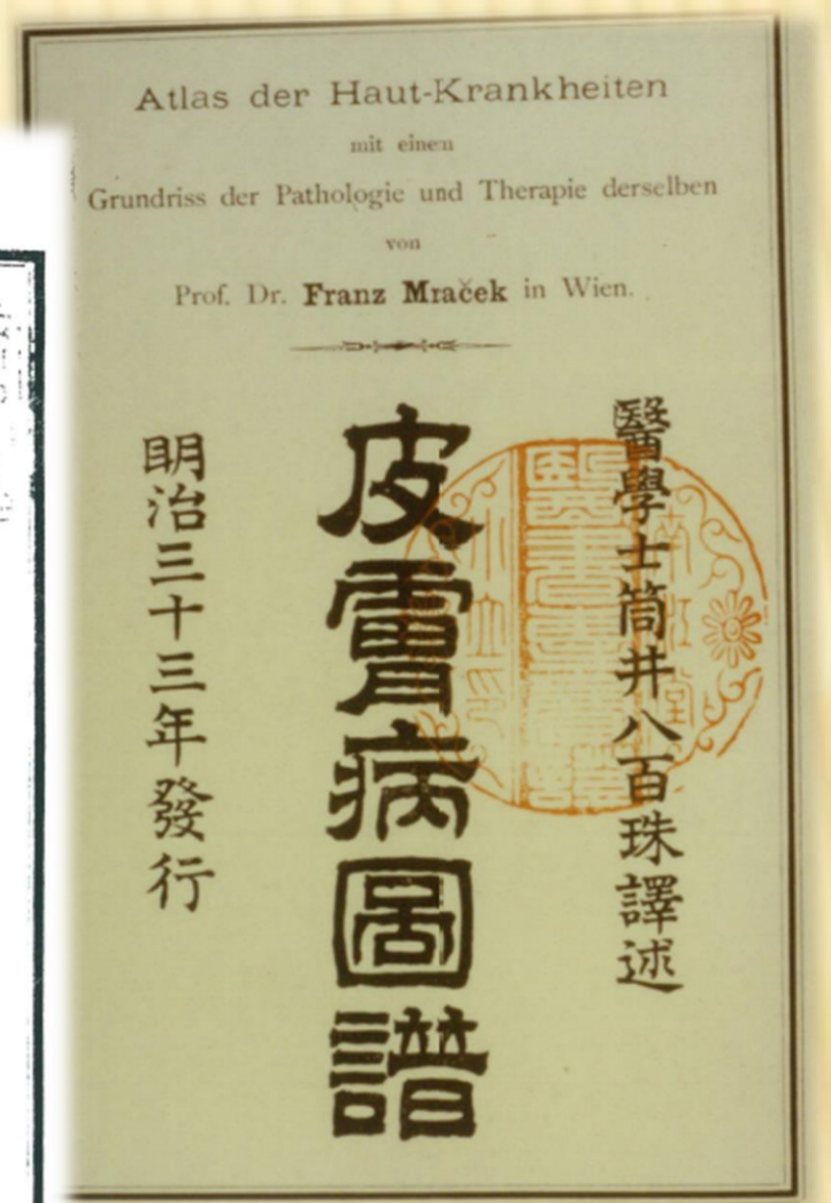 Atlas der Haut-Krankheiten
mit einem
Grundriss der Pathologie und Therapie derselben
von
Prof. Dr. Franz Mraček in Wien.
醫學士筒井八百珠譯述
皮膚病圖譜
明治三十三年發行